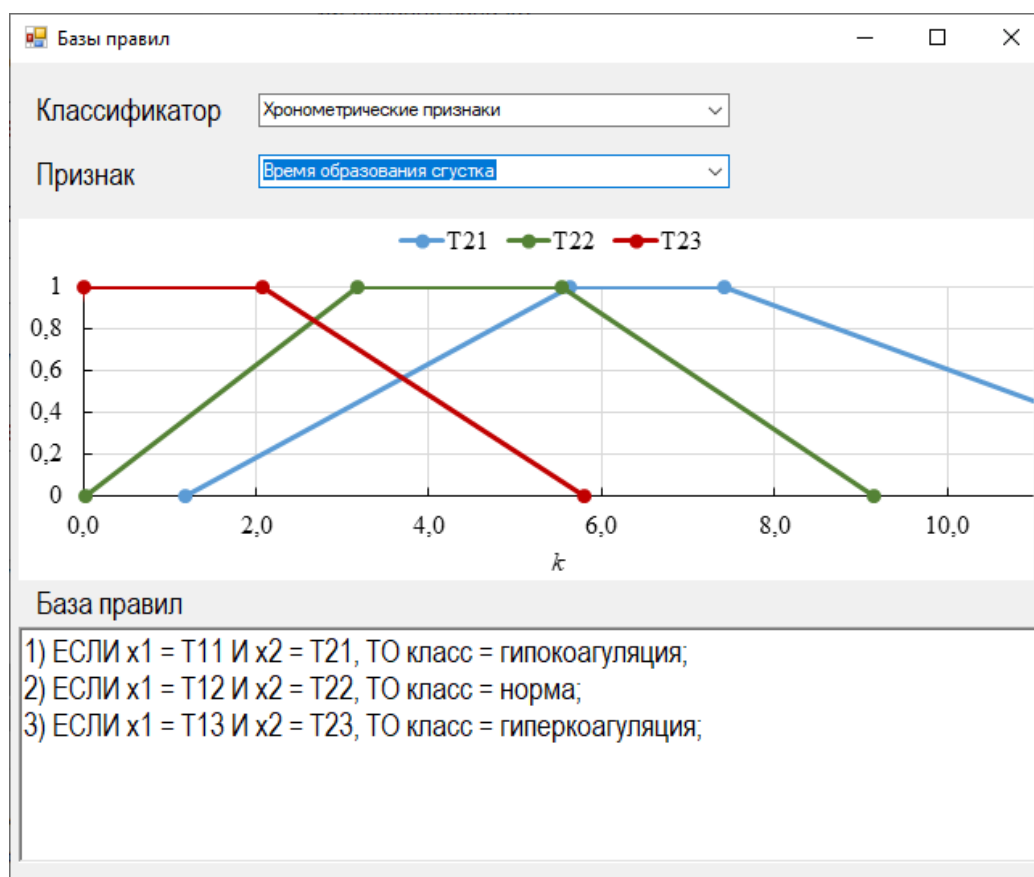 Базы правил
Классификатор
Хронометрические признаки
Признак
Время образования сгустка
T21 T22 T23
1
0,8
0,6
0,4
0,2
0
0,0 2,0 4,0 6,0 8,0 10,0
k
База правил
1) ЕСЛИ x1 = T11 И x2 = T21, ТО класс = гипокоагуляция;
2) ЕСЛИ x1 = T12 И x2 = T22, ТО класс = норма;
3) ЕСЛИ x1 = T13 И x2 = T23, ТО класс = гиперкоагуляция;